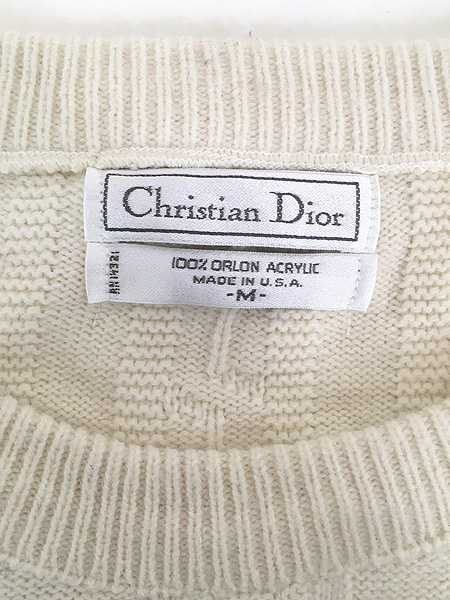 Christian Dior
100% ORLON ACRYLIC
MADE IN U.S.A.
-M-